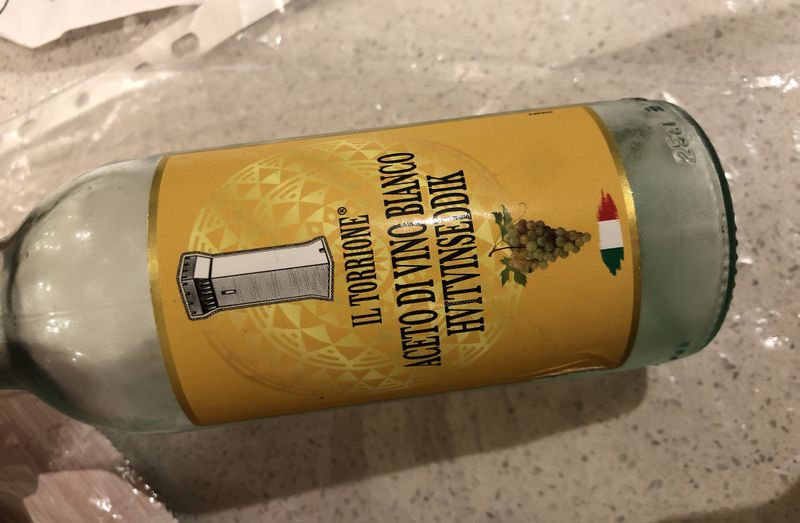 IL TORRIONE®
ACETO DI VINO BIANCO
HVITVINSEDDIK
25cl